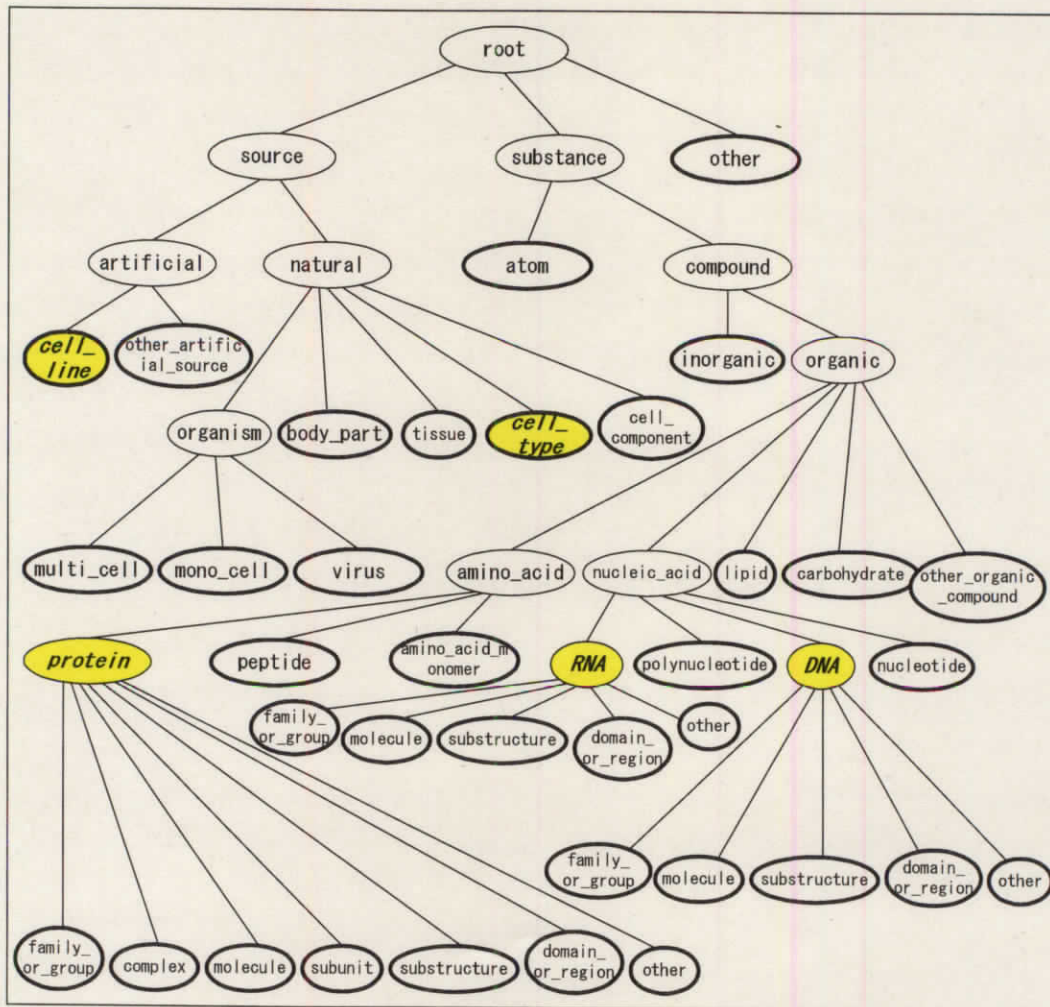 root
source
substance
other
artificial
natural
atom
compound
cell_
line
other_artific
ial_source
inorganic
organic
organism
body_part
tissue
cell_
type
cell_
component
multi_cell
mono_cell
virus
amino_acid
nucleic_acid
lipid
carbohydrate
other_organic
_compound
protein
peptide
amino_acid_m
onomer
RNA
polynucleotide
DNA
nucleotide
family_
or_group
molecule
substructure
domain_
or_region
other
family_
or_group
molecule
substructure
domain_
or_region
other
family_
or_group
complex
molecule
subunit
substructure
domain_
or_region
other